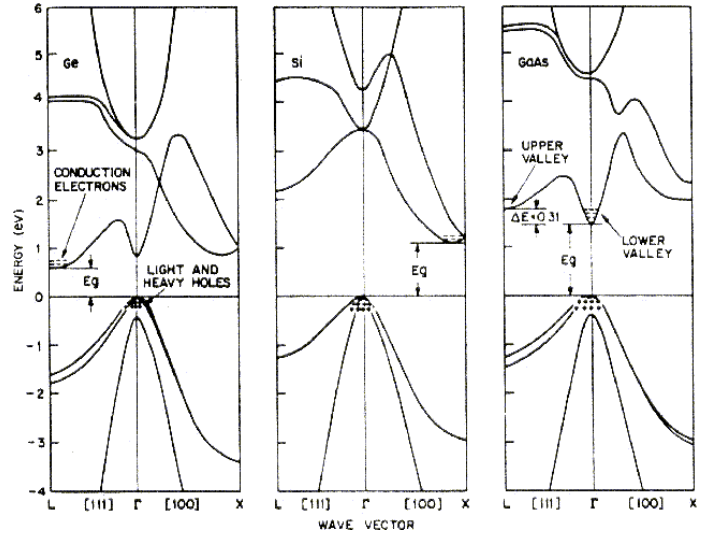 6
5
4
3
2
1
0
-1
-2
-3
-4
ENERGY (eV)
Ge
CONDUCTION
ELECTRONS
Eg
LIGHT AND
HEAVY HOLES
L [111] Γ [100] X
Si
Eg
L [111] Γ [100] X
GaAs
UPPER
VALLEY
ΔE=0.31
LOWER
VALLEY
Eg
L [111] Γ [100] X
WAVE VECTOR